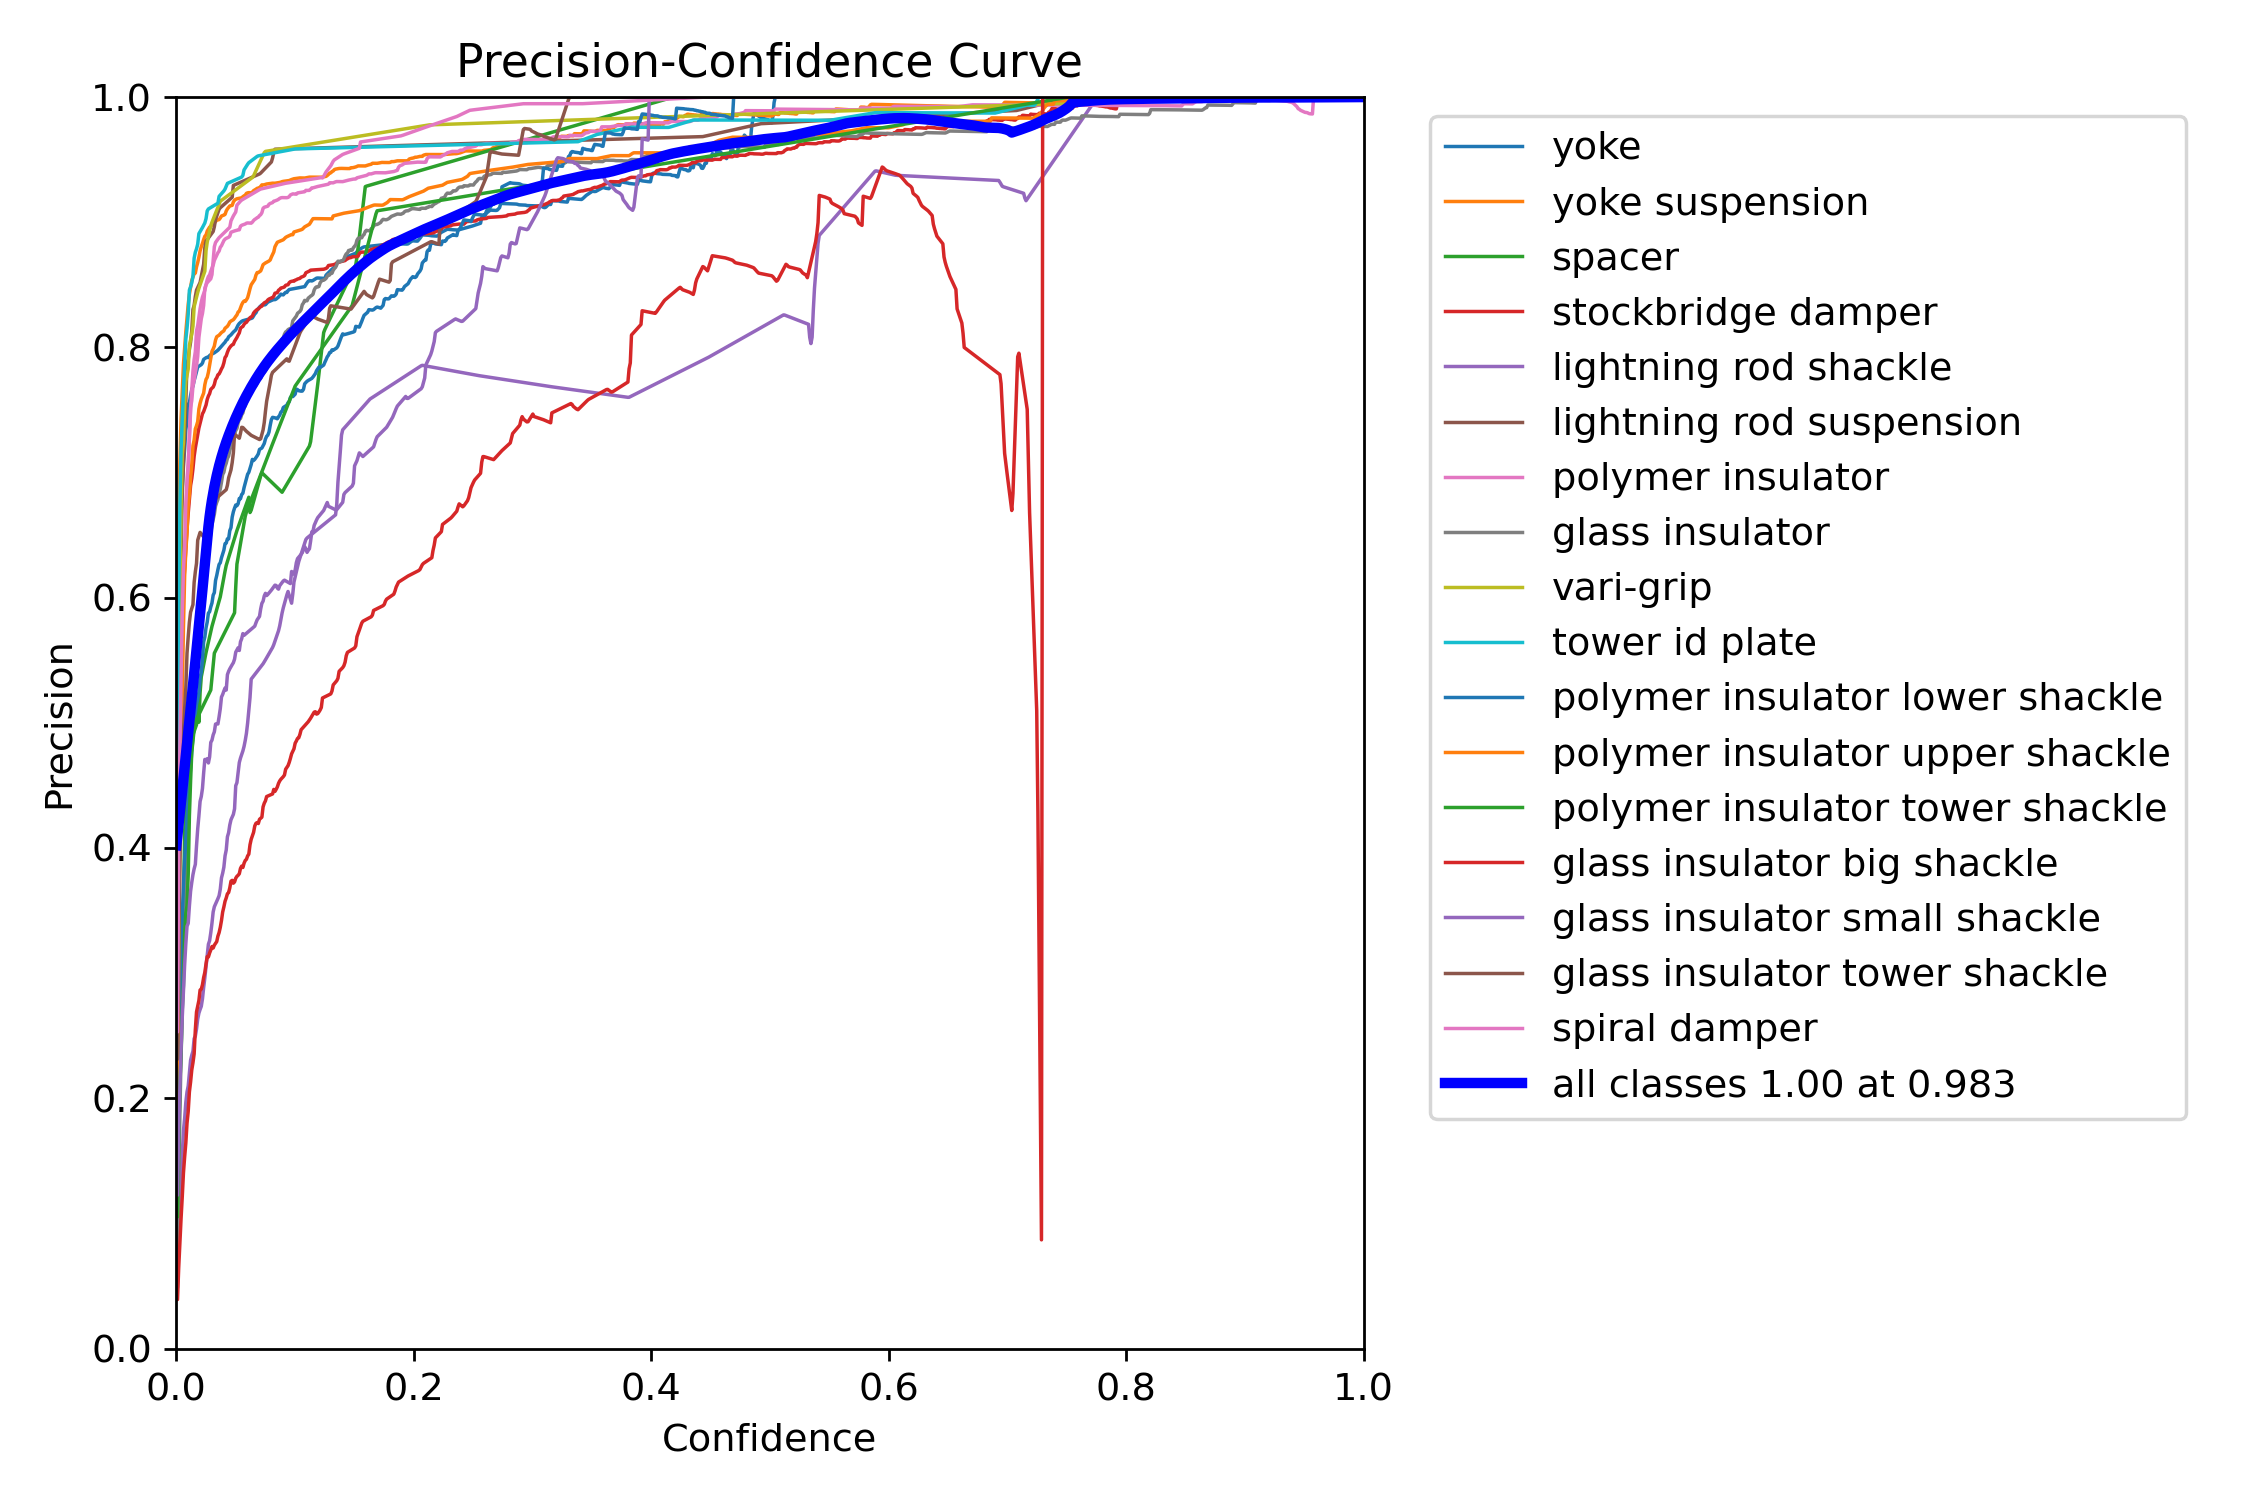 Precision-Confidence Curve
1.0
0.8
0.6
0.4
0.2
0.0
Precision
0.0 0.2 0.4 0.6 0.8 1.0
Confidence
yoke
yoke suspension
spacer
stockbridge damper
lightning rod shackle
lightning rod suspension
polymer insulator
glass insulator
vari-grip
tower id plate
polymer insulator lower shackle
polymer insulator upper shackle
polymer insulator tower shackle
glass insulator big shackle
glass insulator small shackle
glass insulator tower shackle
spiral damper
all classes 1.00 at 0.983